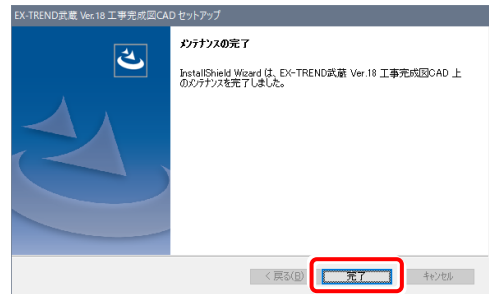 EX-TREND武蔵 Ver.18 工事完成図CAD セットアップ
メンテナンスの完了
InstallShield Wizard は、EX-TREND武蔵 Ver.18 工事完成図CAD 上
のメンテナンスを完了しました。
< 戻る(B)
完了
キャンセル